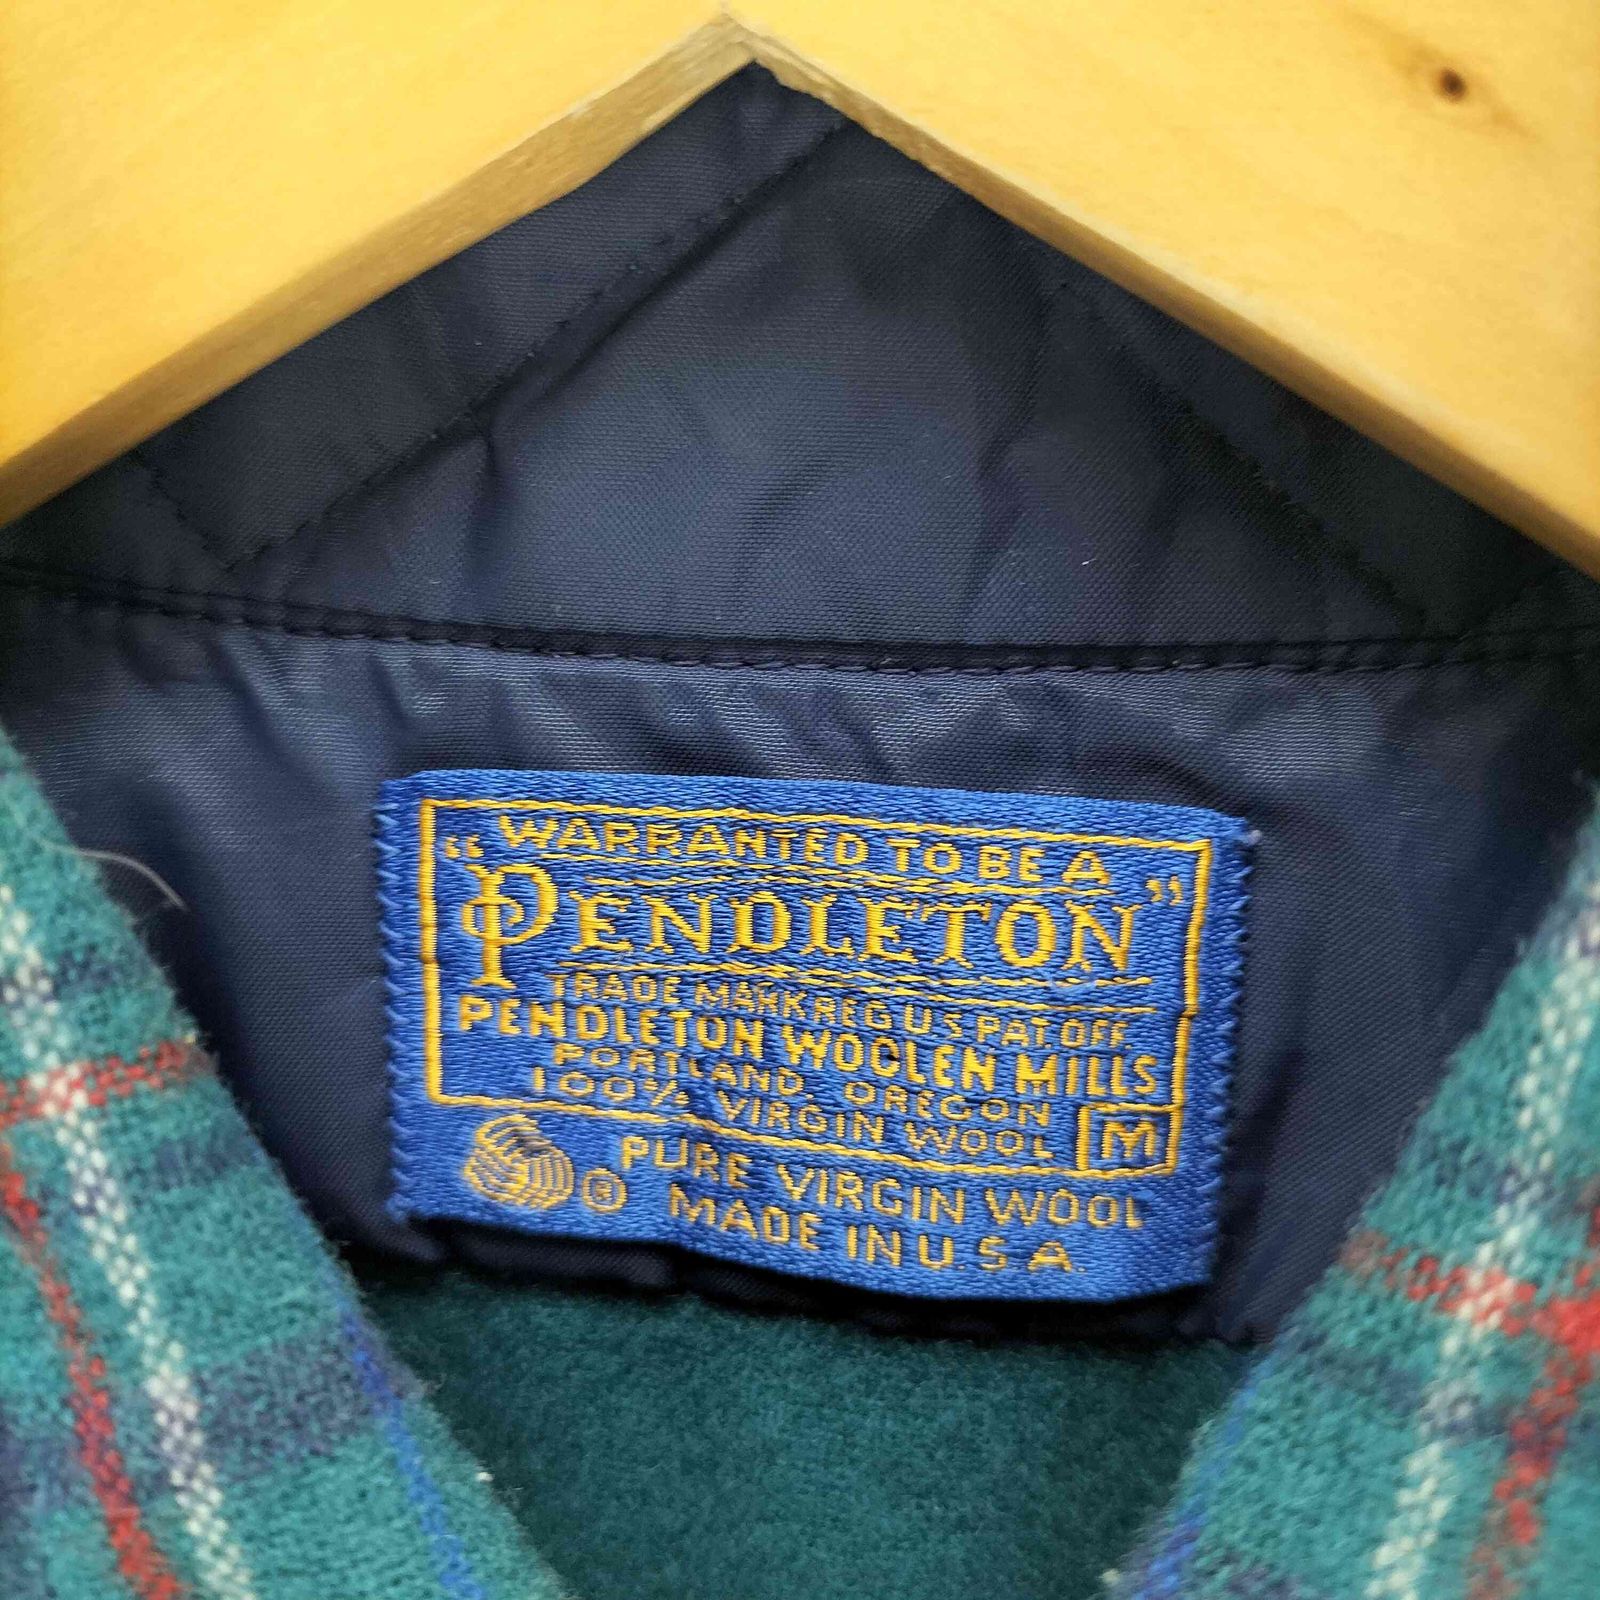 WARRANTED TO BE A
"PENDLETON"
TRADE MARK REG U.S. PAT. OFF.
PENDLETON WOOLEN MILLS
PORTLAND, OREGON
100% VIRGIN WOOL M
® PURE VIRGIN WOOL
MADE IN U.S.A.